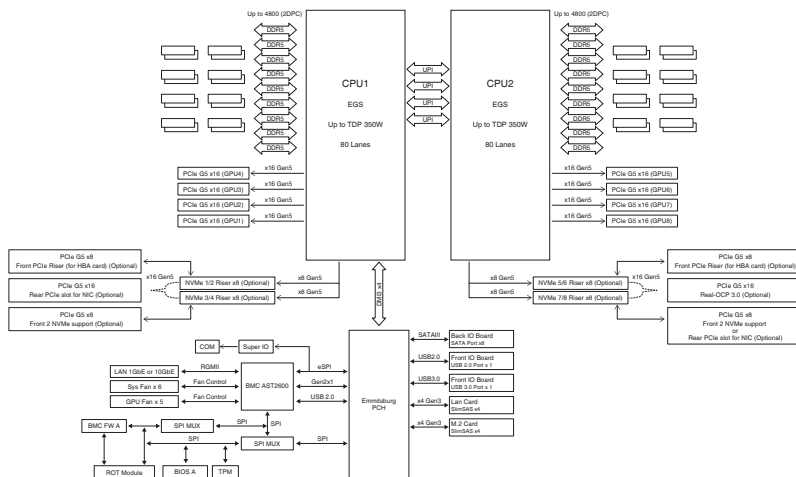 Up to 4800 (2DPC)
DDR5
DDR5
DDR5
DDR5
DDR5
DDR5
DDR5
DDR5
DDR5
CPU1
EGS
Up to TDP 350W
80 Lanes
UPI
UPI
UPI
UPI
CPU2
EGS
Up to TDP 350W
80 Lanes
Up to 4800 (2DPC)
DDR5
DDR5
DDR5
DDR5
DDR5
DDR5
DDR5
DDR5
DDR5
x16 Gen5
PCIe G5 x16 (GPU4)
x16 Gen5
PCIe G5 x16 (GPU3)
x16 Gen5
PCIe G5 x16 (GPU2)
x16 Gen5
PCIe G5 x16 (GPU1)
x16 Gen5
PCIe G5 x16 (GPU5)
x16 Gen5
PCIe G5 x16 (GPU6)
x16 Gen5
PCIe G5 x16 (GPU7)
x16 Gen5
PCIe G5 x16 (GPU8)
PCIe G5 x8
Front PCIe Riser (for HBA card) (Optional)
PCIe G5 x16
Rear PCIe slot for NIC (Optional)
PCIe G5 x8
Front 2 NVMe support (Optional)
x16 Gen5
NVMe 1/2 Riser x8 (Optional)
NVMe 3/4 Riser x8 (Optional)
x8 Gen5
x8 Gen5
DMI3 x4
x8 Gen5
x8 Gen5
NVMe 5/6 Riser x8 (Optional)
NVMe 7/8 Riser x8 (Optional)
x16 Gen5
PCIe G5 x8
Front PCIe Riser (for HBA card) (Optional)
PCIe G5 x16
Real-OCP 3.0 (Optional)
PCIe G5 x8
Front 2 NVMe support
or
Rear PCIe slot for NIC (Optional)
COM
Super IO
eSPI
LAN 1GbE or 10GbE
RGMII
Sys Fan x 6
Fan Control
GPU Fan x 5
Fan Control
BMC AST2600
Gen2x1
USB 2.0
Emmitsburg
PCH
SATAIII
Back IO Board
SATA Port x8
USB2.0
Front IO Board
USB 2.0 Port x 1
USB3.0
Front IO Board
USB 3.0 Port x 1
x4 Gen3
Lan Card
SlimSAS x4
x4 Gen3
M.2 Card
SlimSAS x4
BMC FW A
SPI MUX
SPI
SPI
SPI
SPI MUX
SPI
ROT Module
BIOS A
TPM